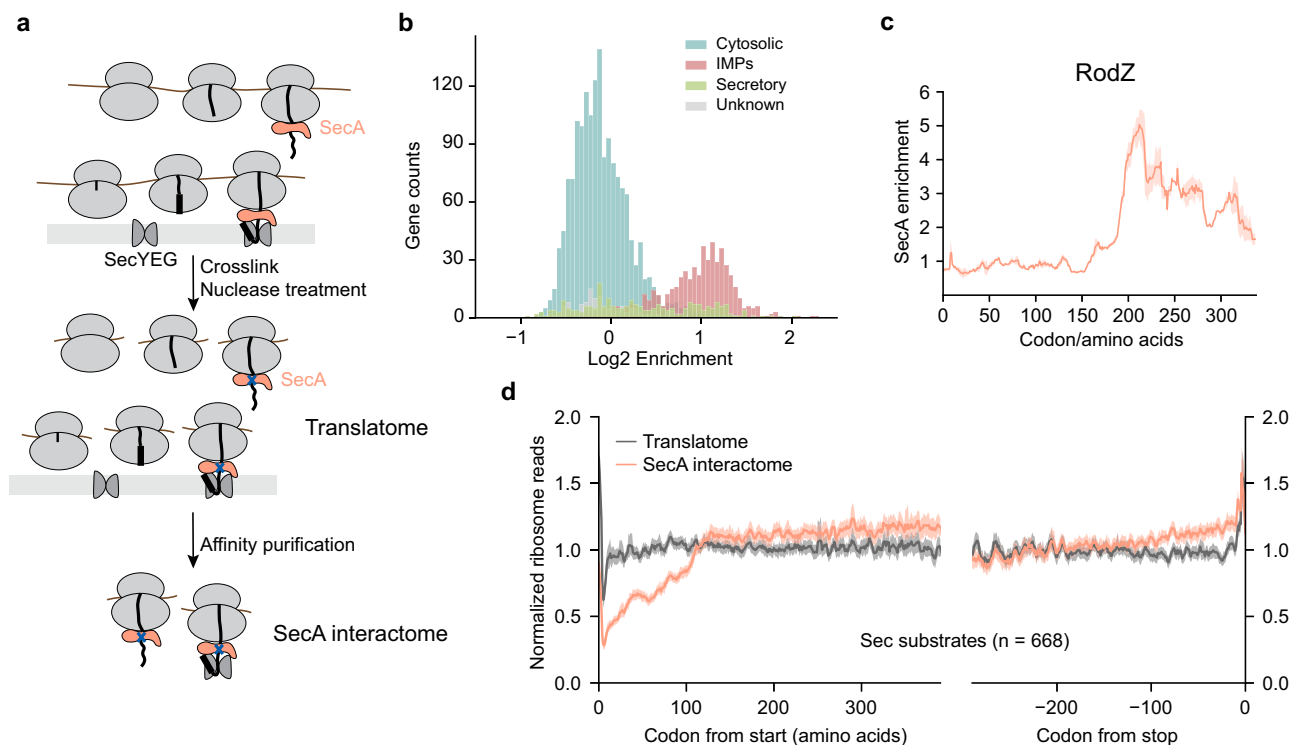 a
SecA
SecYEG
Crosslink
Nuclease treatment
SecA
Translatome
Affinity purification
SecA interactome
b
Cytosolic
IMPs
Secretory
Unknown
120
90
60
30
0
Gene counts
−1
0
1
2
Log2 Enrichment
c
RodZ
6
5
4
3
2
1
SecA enrichment
0
50
100
150
200
250
300
Codon/amino acids
d
2.0
1.5
1.0
0.5
0.0
Normalized ribosome reads
Translatome
SecA interactome
Sec substrates (n = 668)
0
100
200
300
Codon from start (amino acids)
2.0
1.5
1.0
0.5
0.0
−200
−100
0
Codon from stop